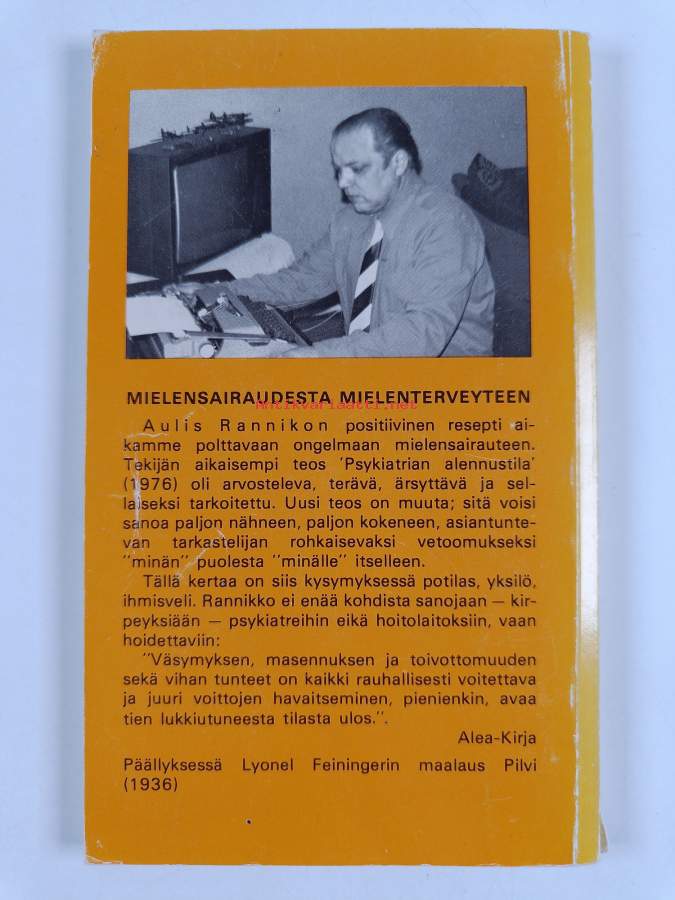 MIELENSAIRAUDESTA MIELENTERVEYTEEN
Antikvariaatti.net
Aulis Rannikon positiivinen resepti ai-
kamme polttavaan ongelmaan mielensairauteen.
Tekijän aikaisempi teos 'Psykiatrian alennustila'
(1976) oli arvosteleva, terävä, ärsyttävä ja sel-
laiseksi tarkoitettu. Uusi teos on muuta; sitä voisi
sanoa paljon nähneen, paljon kokeneen, asiantunte-
van tarkastelijan rohkaisevaksi vetoomukseksi
"minän" puolesta "minälle" itselleen.
Tällä kertaa on siis kysymyksessä potilas, yksilö,
ihmisveli. Rannikko ei enää kohdista sanojaan — kir-
peyksiään — psykiatreihin eikä hoitolaitoksiin, vaan
hoidettaviin:
"Väsymyksen, masennuksen ja toivottomuuden
sekä vihan tunteet on kaikki rauhallisesti voitettava
ja juuri voittojen havaitseminen, pienienkin, avaa
tien lukkiutuneesta tilasta ulos.".
Alea-Kirja
Päällyksessä Lyonel Feiningerin maalaus Pilvi
(1936)